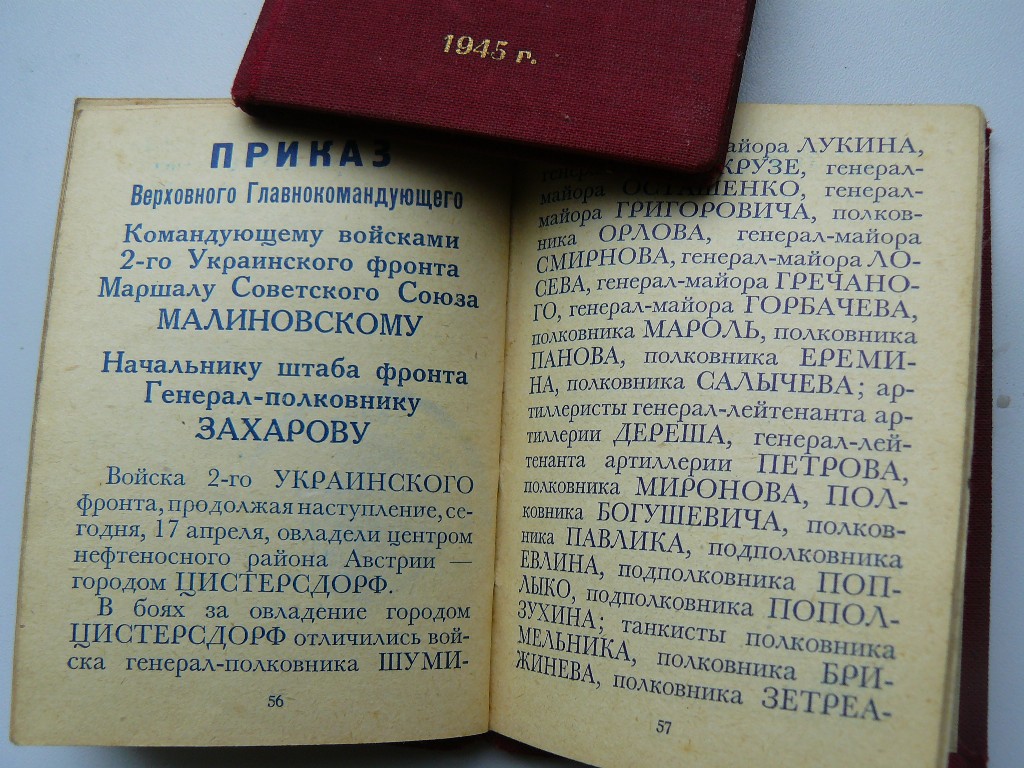 1945 г.
ПРИКАЗ
Верховного Главнокомандующего
Командующему войсками
2-го Украинского фронта
Маршалу Советского Союза
МАЛИНОВСКОМУ
Начальнику штаба фронта
Генерал-полковнику
ЗАХАРОВУ
Войска 2-го УКРАИНСКОГО
фронта, продолжая наступление, се-
годня, 17 апреля, овладели центром
нефтеносного района Австрии —
городом ЦИСТЕРСДОРФ.
В боях за овладение городом
ЦИСТЕРСДОРФ отличились вой-
ска генерал-полковника ШУМИ-
56
майора ЛУКИНА,
КРУЗЕ, генерал-
майора ОСТАШЕНКО, генерал-
майора ГРИГОРОВИЧА, полков-
ника ОРЛОВА, генерал-майора
СМИРНОВА, генерал-майора ЛО-
СЕВА, генерал-майора ГРЕЧАНО-
ГО, генерал-майора ГОРБАЧЕВА,
полковника МАРОЛЬ, полковника
ПАНОВА, полковника ЕРЕМИ-
НА, полковника САЛЫЧЕВА; ар-
тиллеристы генерал-лейтенанта ар-
тиллерии ДЕРЕША, генерал-лей-
тенанта артиллерии ПЕТРОВА,
полковника МИРОНОВА, ПОЛ-
ковника БОГУШЕВИЧА, полков-
ника ПАВЛИКА, подполковника
ЕВЛИНА, подполковника ПОП-
ЛЫКО, подполковника ПОПОЛ-
ЗУХИНА; танкисты полковника
МЕЛЬНИКА, полковника БРИ-
ЖИНЕВА, полковника ЗЕТРЕА-
57